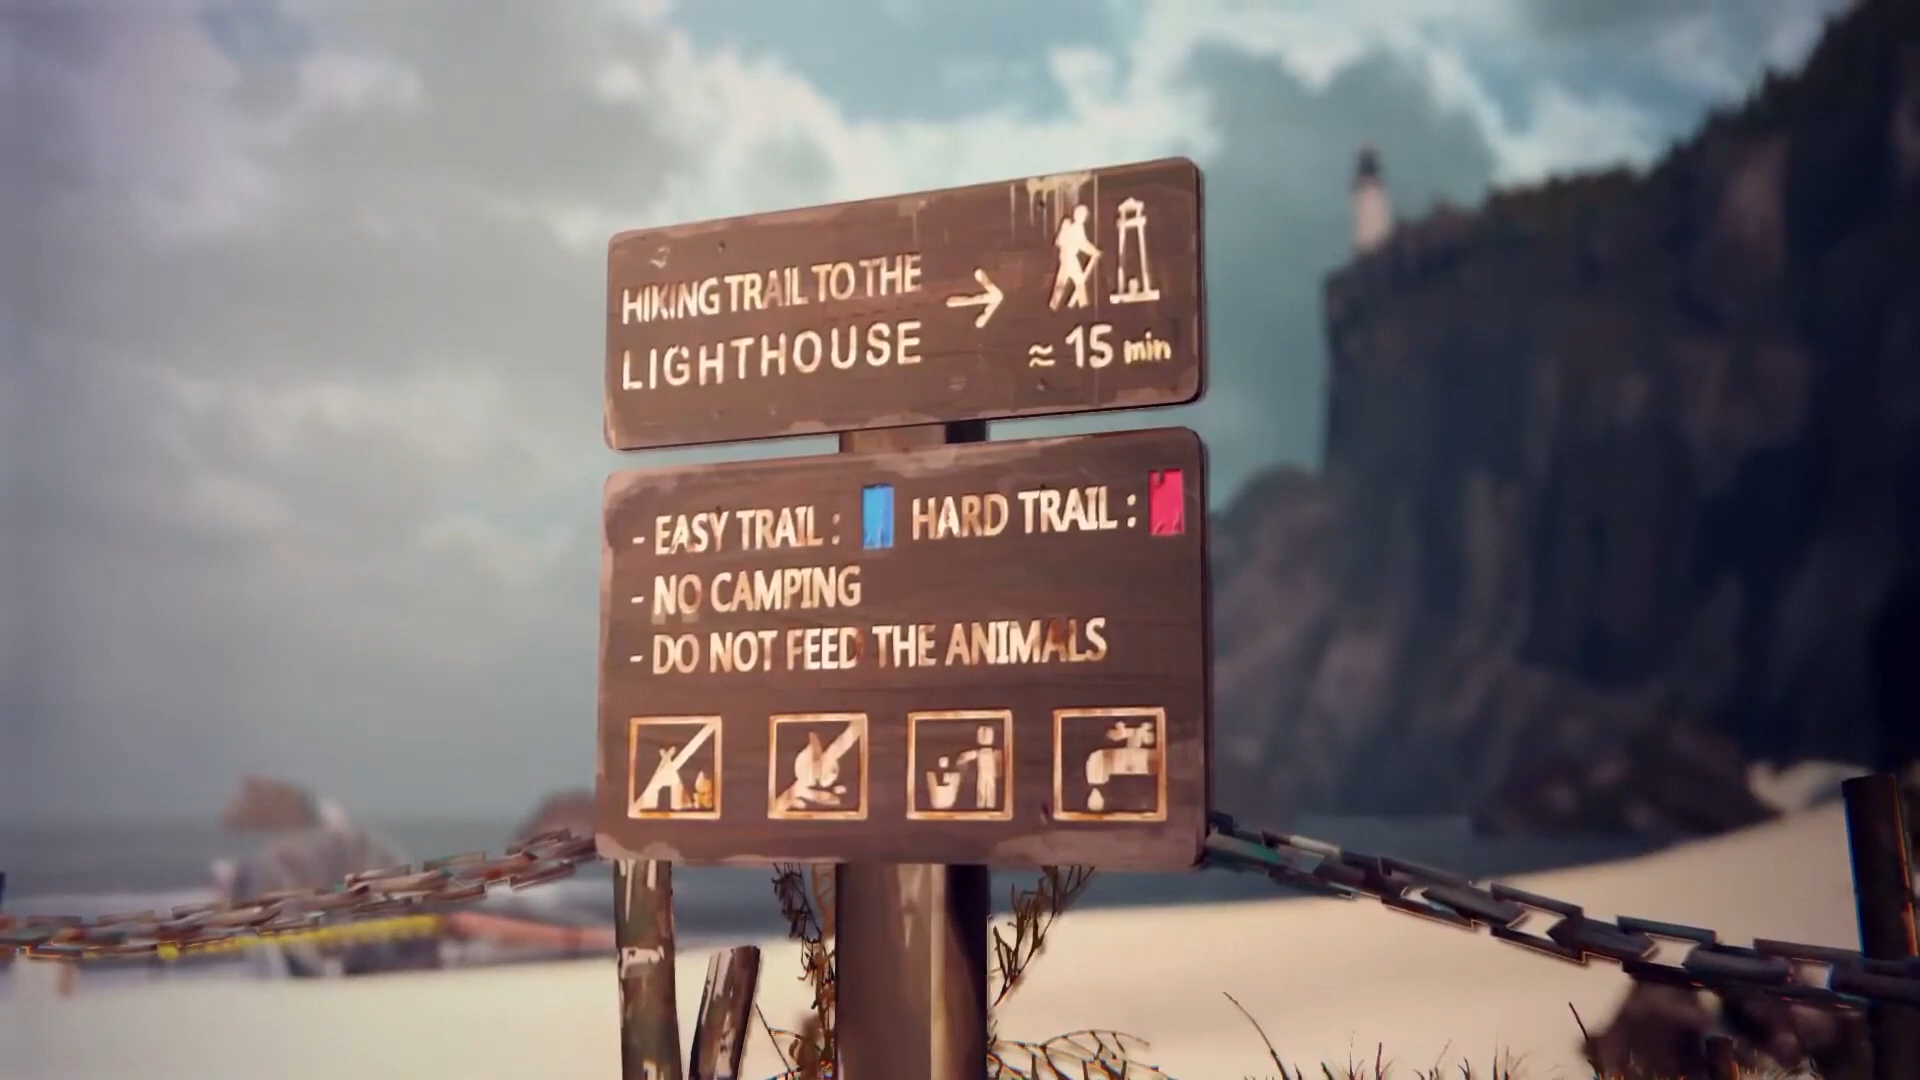 HIKING TRAIL TO THE
LIGHTHOUSE
≈ 15 min
- EASY TRAIL : HARD TRAIL :
- NO CAMPING
- DO NOT FEED THE ANIMALS